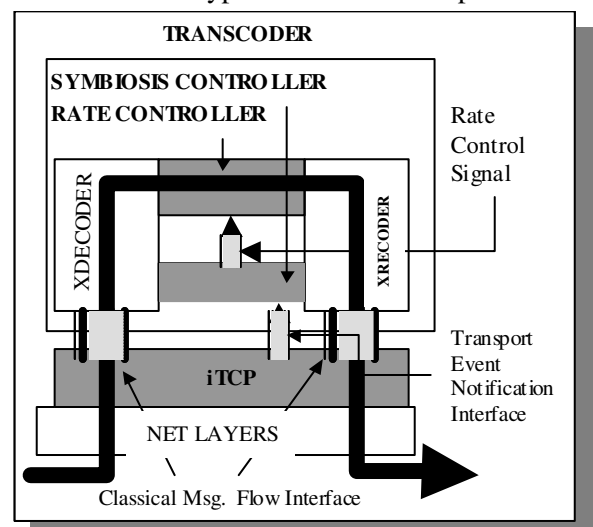 TRANSCODER
SYMBIOSIS CONTROLLER
RATE CONTROLLER
Rate
Control
Signal
XDECODER
XRECODER
Transport
Event
Notification
Interface
iTCP
NET LAYERS
Classical Msg. Flow Interface